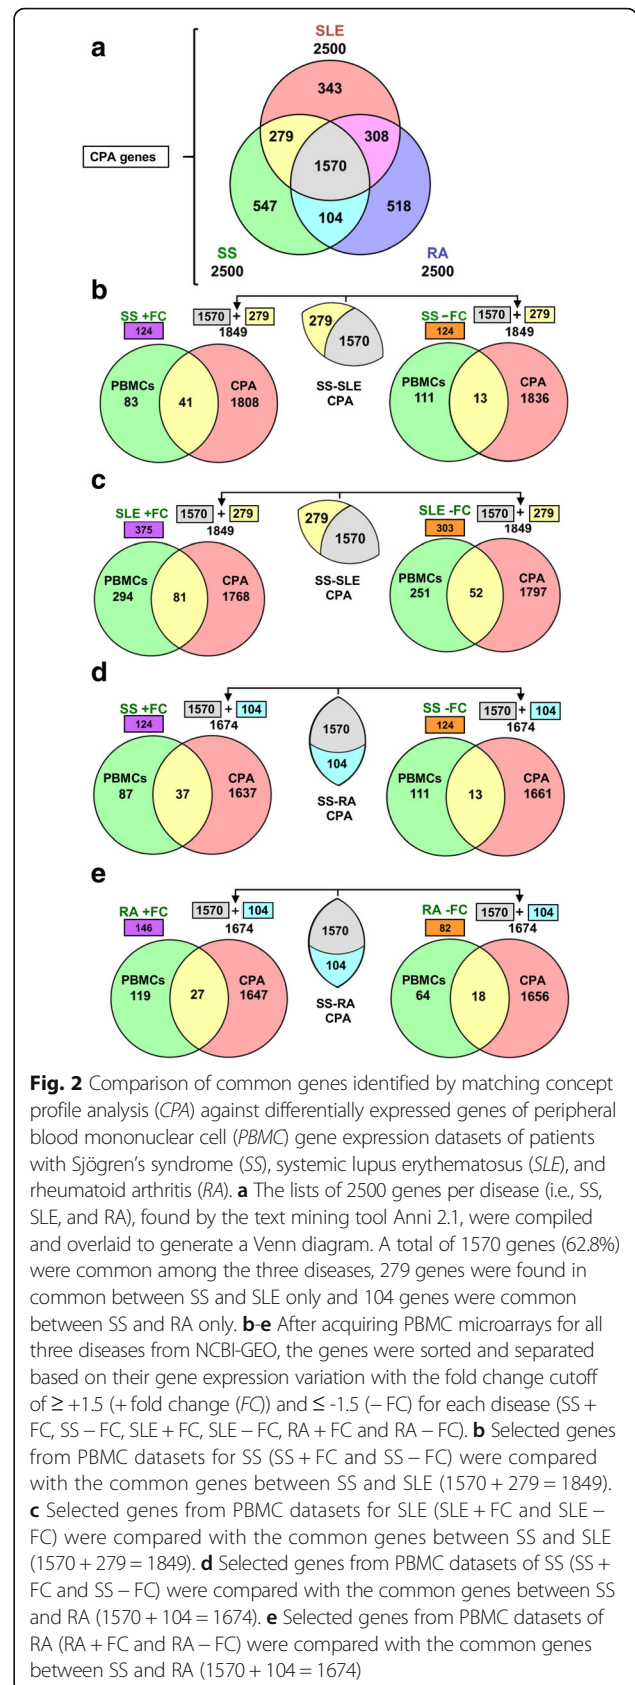 a
SLE
2500
343
279
308
1570
CPA genes
547
104
518
SS
2500
RA
2500
b
SS +FC
124
1570 + 279
1849
279
1570
SS-SLE
CPA
SS −FC
124
1570 + 279
1849
PBMCs
83
41
CPA
1808
PBMCs
111
13
CPA
1836
c
SLE +FC
375
1570 + 279
1849
279
1570
SS-SLE
CPA
SLE -FC
303
1570 + 279
1849
PBMCs
294
81
CPA
1768
PBMCs
251
52
CPA
1797
d
SS +FC
124
1570 + 104
1674
1570
104
SS-RA
CPA
SS -FC
124
1570 + 104
1674
PBMCs
87
37
CPA
1637
PBMCs
111
13
CPA
1661
e
RA +FC
146
1570 + 104
1674
1570
104
SS-RA
CPA
RA -FC
82
1570 + 104
1674
PBMCs
119
27
CPA
1647
PBMCs
64
18
CPA
1656
Fig. 2 Comparison of common genes identified by matching concept
profile analysis (CPA) against differentially expressed genes of peripheral
blood mononuclear cell (PBMC) gene expression datasets of patients
with Sjögren's syndrome (SS), systemic lupus erythematosus (SLE), and
rheumatoid arthritis (RA). a The lists of 2500 genes per disease (i.e., SS,
SLE, and RA), found by the text mining tool Anni 2.1, were compiled
and overlaid to generate a Venn diagram. A total of 1570 genes (62.8%)
were common among the three diseases, 279 genes were found in
common between SS and SLE only and 104 genes were common
between SS and RA only. b-e After acquiring PBMC microarrays for all
three diseases from NCBI-GEO, the genes were sorted and separated
based on their gene expression variation with the fold change cutoff
of ≥ +1.5 (+ fold change (FC)) and ≤ -1.5 (− FC) for each disease (SS +
FC, SS − FC, SLE + FC, SLE − FC, RA + FC and RA − FC). b Selected genes
from PBMC datasets for SS (SS + FC and SS − FC) were compared
with the common genes between SS and SLE (1570 + 279 = 1849).
c Selected genes from PBMC datasets for SLE (SLE + FC and SLE −
FC) were compared with the common genes between SS and SLE
(1570 + 279 = 1849). d Selected genes from PBMC datasets of SS (SS +
FC and SS − FC) were compared with the common genes between SS
and RA (1570 + 104 = 1674). e Selected genes from PBMC datasets of
RA (RA + FC and RA − FC) were compared with the common genes
between SS and RA (1570 + 104 = 1674)